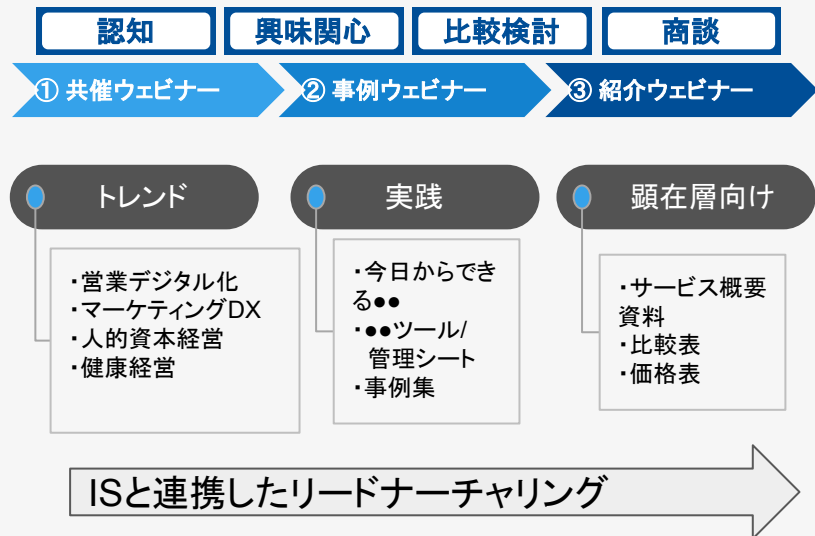 認知
興味関心
比較検討
商談
① 共催ウェビナー
② 事例ウェビナー
③ 紹介ウェビナー
トレンド
実践
顕在層向け
・営業デジタル化
・マーケティングDX
・人的資本経営
・健康経営
・今日からでき
る●●
・●●ツール/
管理シート
・事例集
・サービス概要
資料
・比較表
・価格表
ISと連携したリードナーチャリング